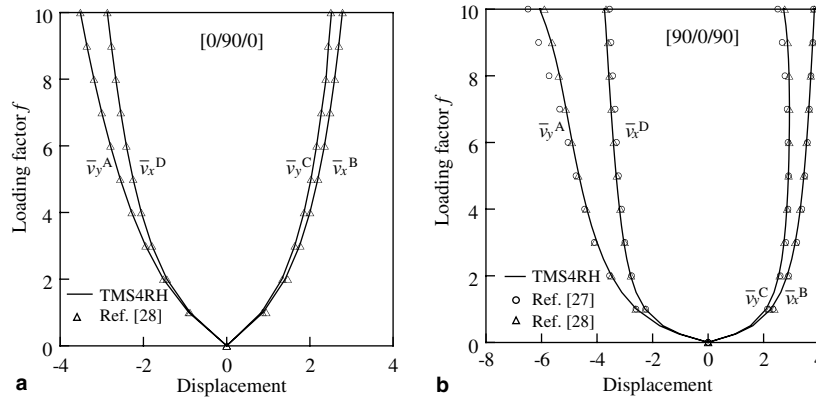 10
8
6
4
2
0
Loading factor f
[0/90/0]
v̅yᴬ
v̅xᴰ
v̅yꟲ
v̅xᴮ
TMS4RH
Ref. [28]
-4 -2 0 2 4
Displacement
a
10
8
6
4
2
0
Loading factor f
[90/0/90]
v̅yᴬ
v̅xᴰ
v̅yꟲ
v̅xᴮ
TMS4RH
Ref. [27]
Ref. [28]
-8 -6 -4 -2 0 2 4
Displacement
b